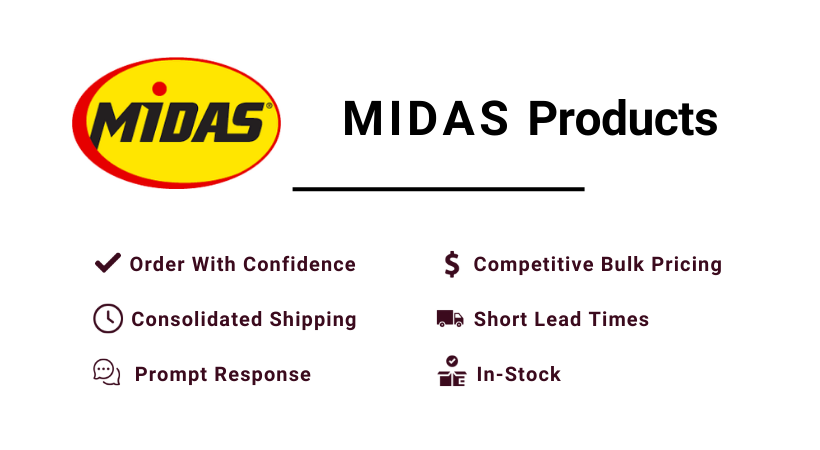 MIDAS®
MIDAS Products
Order With Confidence
Competitive Bulk Pricing
Consolidated Shipping
Short Lead Times
Prompt Response
In-Stock